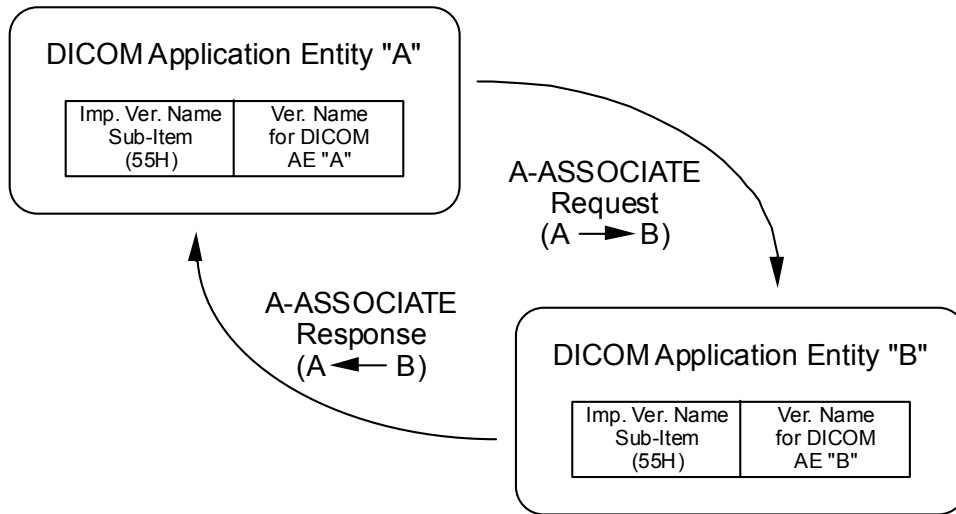 DICOM Application Entity "A"
Imp. Ver. Name
Sub-Item
(55H)
Ver. Name
for DICOM
AE "A"
A-ASSOCIATE
Request
(A B)
A-ASSOCIATE
Response
(A B)
DICOM Application Entity "B"
Imp. Ver. Name
Sub-Item
(55H)
Ver. Name
for DICOM
AE "B"